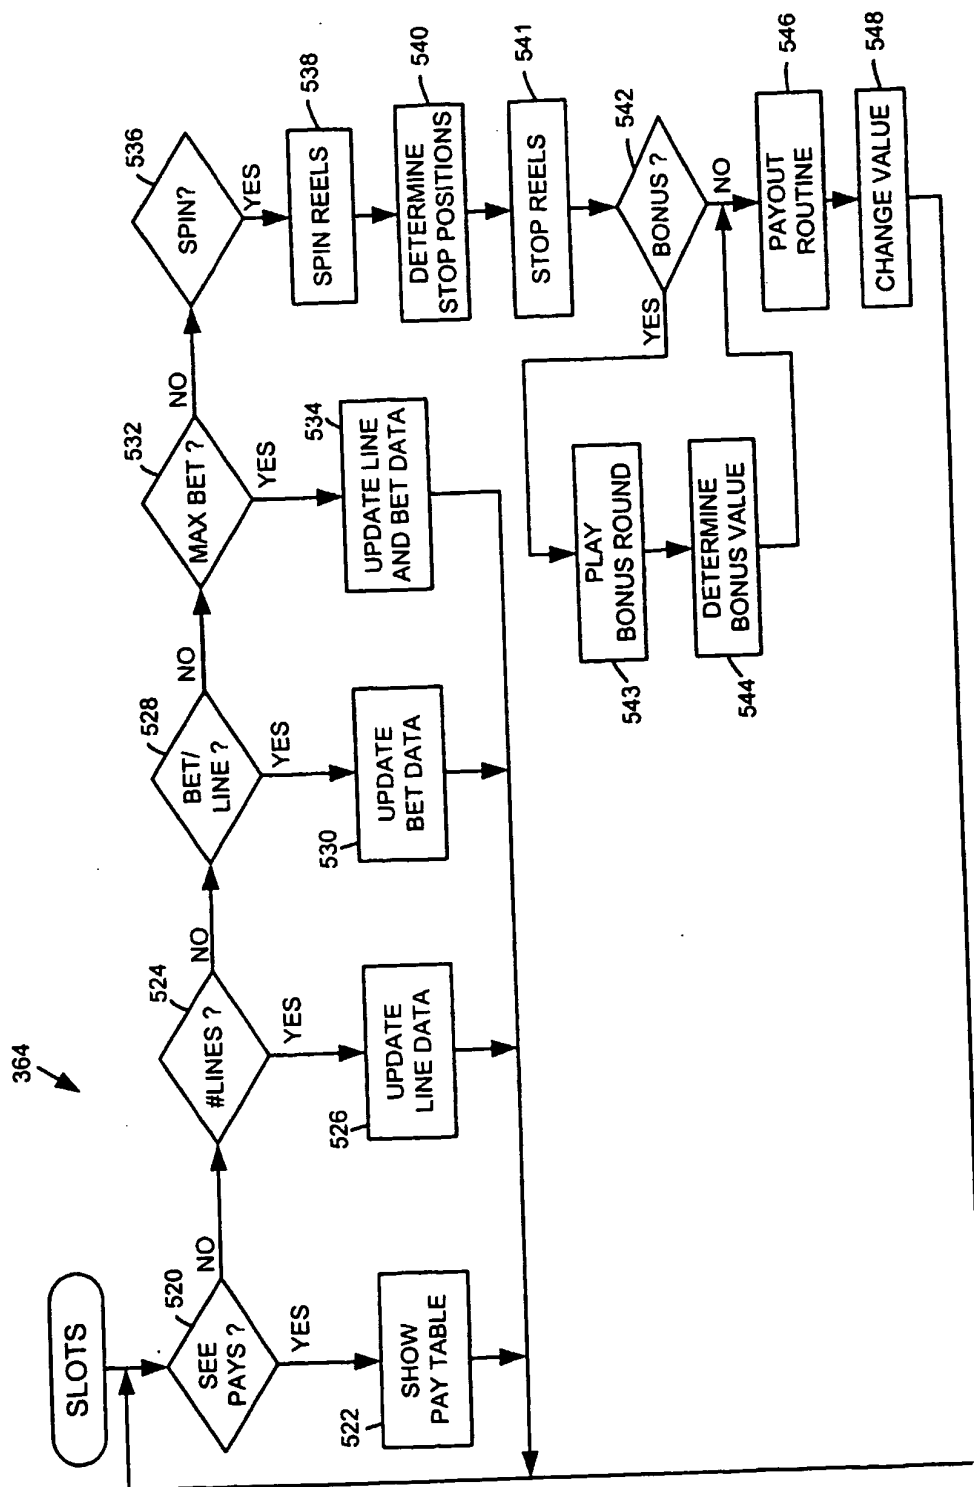 364
SLOTS
520
SEE
PAYS ?
NO
YES
522
SHOW
PAY TABLE
524
#LINES ?
NO
YES
526
UPDATE
LINE DATA
528
BET/
LINE ?
NO
YES
530
UPDATE
BET DATA
532
MAX BET ?
NO
YES
534
UPDATE LINE
AND BET DATA
536
SPIN?
YES
538
SPIN REELS
540
DETERMINE
STOP POSITIONS
541
STOP REELS
542
BONUS ?
YES
NO
543
PLAY
BONUS ROUND
544
DETERMINE
BONUS VALUE
546
PAYOUT
ROUTINE
548
CHANGE VALUE